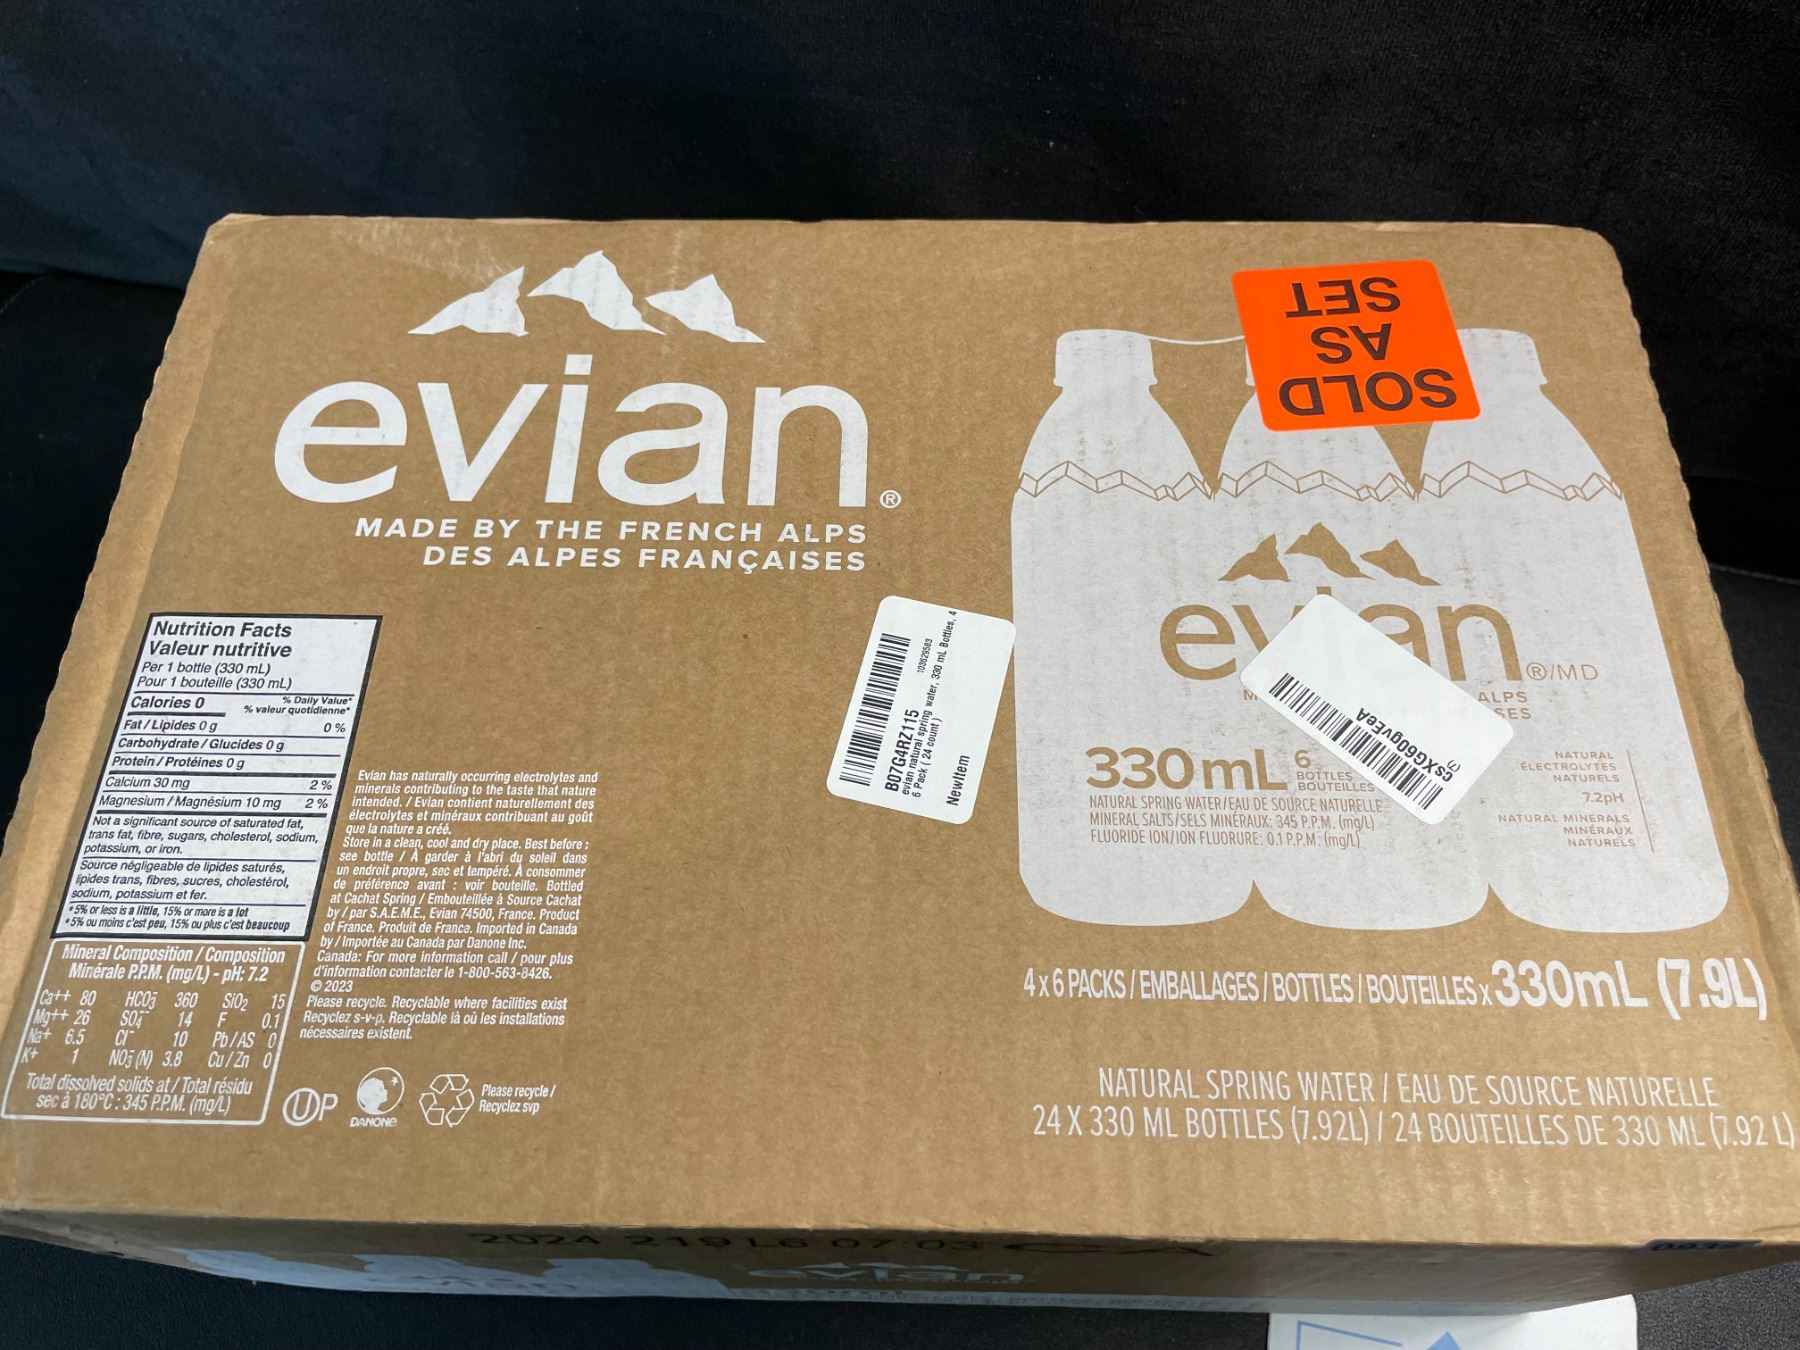 evian®
MADE BY THE FRENCH ALPS
DES ALPES FRANÇAISES
SOLD
AS
SET
Nutrition Facts
Valeur nutritive
Per 1 bottle (330 mL)
Pour 1 bouteille (330 mL)
Calories 0
% Daily Value*
% valeur quotidienne*
Fat / Lipides 0 g 0 %
Carbohydrate / Glucides 0 g
Protein / Protéines 0 g
Calcium 30 mg 2 %
Magnesium / Magnésium 10 mg 2 %
Not a significant source of saturated fat,
trans fat, fibre, sugars, cholesterol, sodium,
potassium, or iron.
Source négligeable de lipides saturés,
lipides trans, fibres, sucres, cholestérol,
sodium, potassium et fer.
*5% or less is a little, 15% or more is a lot
*5% ou moins c'est peu, 15% ou plus c'est beaucoup
Mineral Composition / Composition
Minérale P.P.M. (mg/L) - pH: 7.2
Ca++ 80 HCO3- 360 SiO2 15
Mg++ 26 SO4-- 14 F 0.1
Na+ 6.5 Cl- 10 Pb/AS 0
K+ 1 NO3- (N) 3.8 Cu/Zn 0
Total dissolved solids at / Total résidu
sec à 180°C : 345 P.P.M. (mg/L)
Evian has naturally occurring electrolytes and
minerals contributing to the taste that nature
intended. / Evian contient naturellement des
électrolytes et minéraux contribuant au goût
que la nature a créé.
Store in a clean, cool and dry place. Best before :
see bottle / À garder à l'abri du soleil dans
un endroit propre, sec et tempéré. À consommer
de préférence avant : voir bouteille. Bottled
at Cachat Spring / Embouteillée à Source Cachat
by / par S.A.E.M.E., Evian 74500, France. Product
of France. Produit de France. Imported in Canada
by / Importée au Canada par Danone Inc.
Canada: For more information call / pour plus
d'information contacter le 1-800-563-8426.
© 2023
Please recycle. Recyclable where facilities exist
Recyclez s-v-p. Recyclable là où les installations
nécessaires existent.
UP
DANONE
Please recycle /
Recyclez svp
B07G4RZ115
103629583
evian natural spring water, 330 mL Bottles, 4
6 Pack ( 24 count)
NewItem
evian®/MD
ALPS
330 mL 6
BOTTLES
BOUTEILLES
NATURAL SPRING WATER/EAU DE SOURCE NATURELLE
MINERAL SALTS/SELS MINÉRAUX: 345 P.P.M. (mg/L)
FLUORIDE ION/ION FLUORURE: 0.1 P.P.M. (mg/L)
csXG60gvEeA
(7)
NATURAL
ÉLECTROLYTES
NATURELS
7.2pH
NATURAL MINERALS
MINÉRAUX
NATURELS
4 x 6 PACKS / EMBALLAGES / BOTTLES / BOUTEILLES x 330mL (7.9L)
NATURAL SPRING WATER / EAU DE SOURCE NATURELLE
24 X 330 ML BOTTLES (7.92L) / 24 BOUTEILLES DE 330 ML (7.92 L)
2024 219L6 07:03
evian